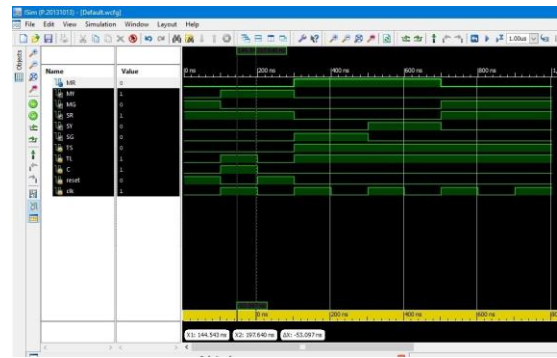 ISim (P.20131013) - [Default.wcfg]
File Edit View Simulation Window Layout Help
1.00us
Objects
Name Value
0 ns 200 ns 400 ns 600 ns 800 ns
MR 0
MY 1
MG 0
SR 1
SY 0
SG 0
TS 0
TL 1
C 1
reset 0
clk 1
0 ns 200 ns 400 ns 600 ns
X1: 144.543 ns X2: 197.640 ns ΔX: -53.097 ns